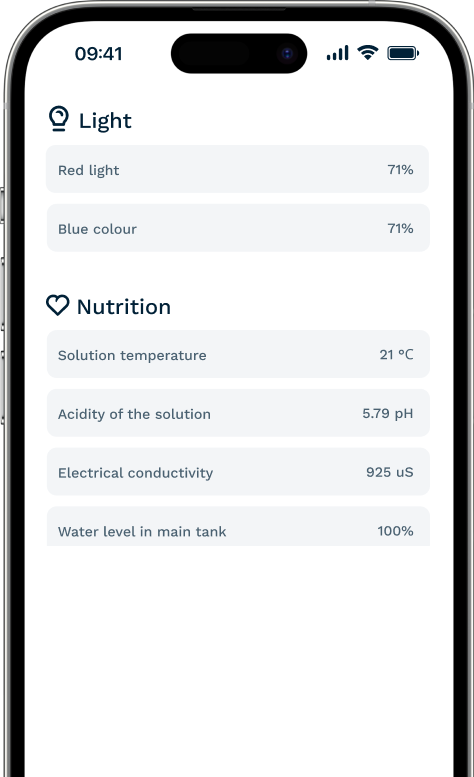 09:41
Light
Red light 71%
Blue colour 71%
Nutrition
Solution temperature 21 °C
Acidity of the solution 5.79 pH
Electrical conductivity 925 uS
Water level in main tank 100%